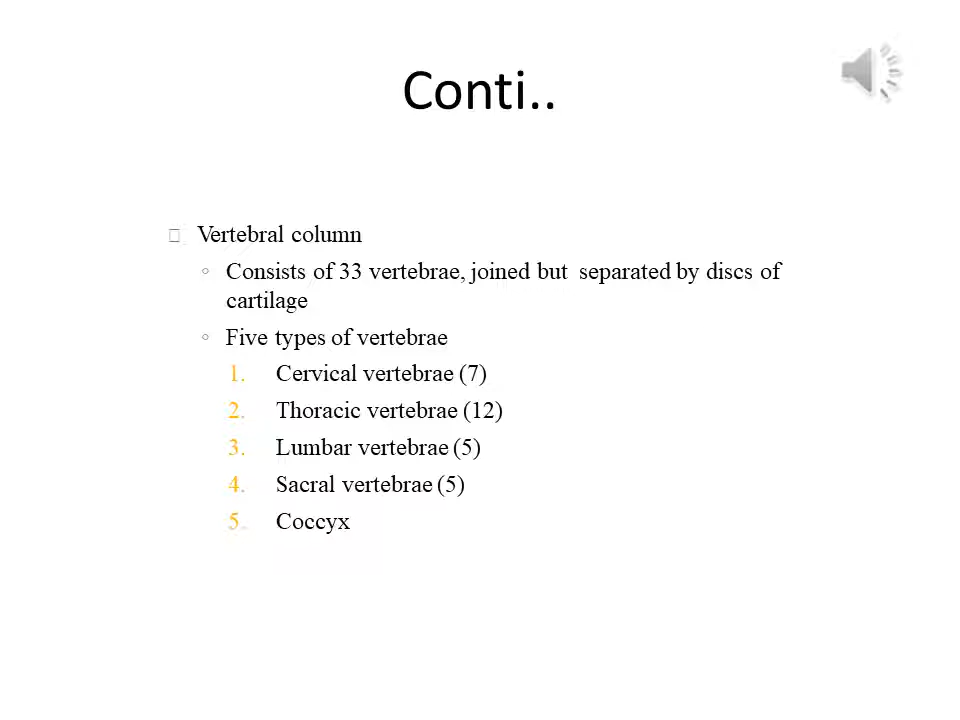 Conti..
Vertebral column
◦ Consists of 33 vertebrae, joined but separated by discs of
cartilage
◦ Five types of vertebrae
1. Cervical vertebrae (7)
2. Thoracic vertebrae (12)
3. Lumbar vertebrae (5)
4. Sacral vertebrae (5)
5. Coccyx